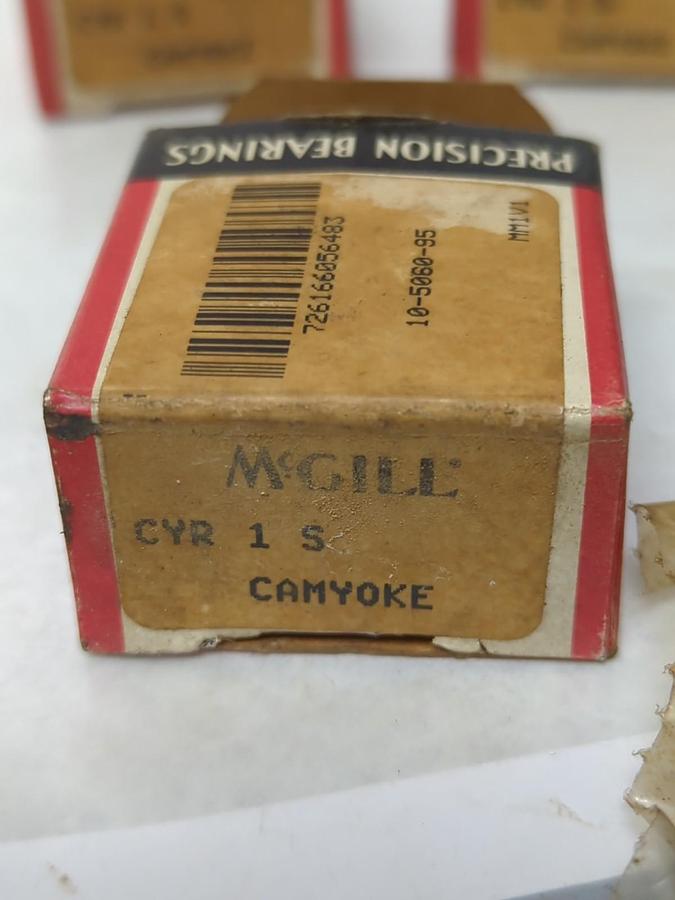 PRECISION BEARINGS
726166056483
10-5060-95
MM1V1
McGILL
CYR 1 S
CAMYOKE